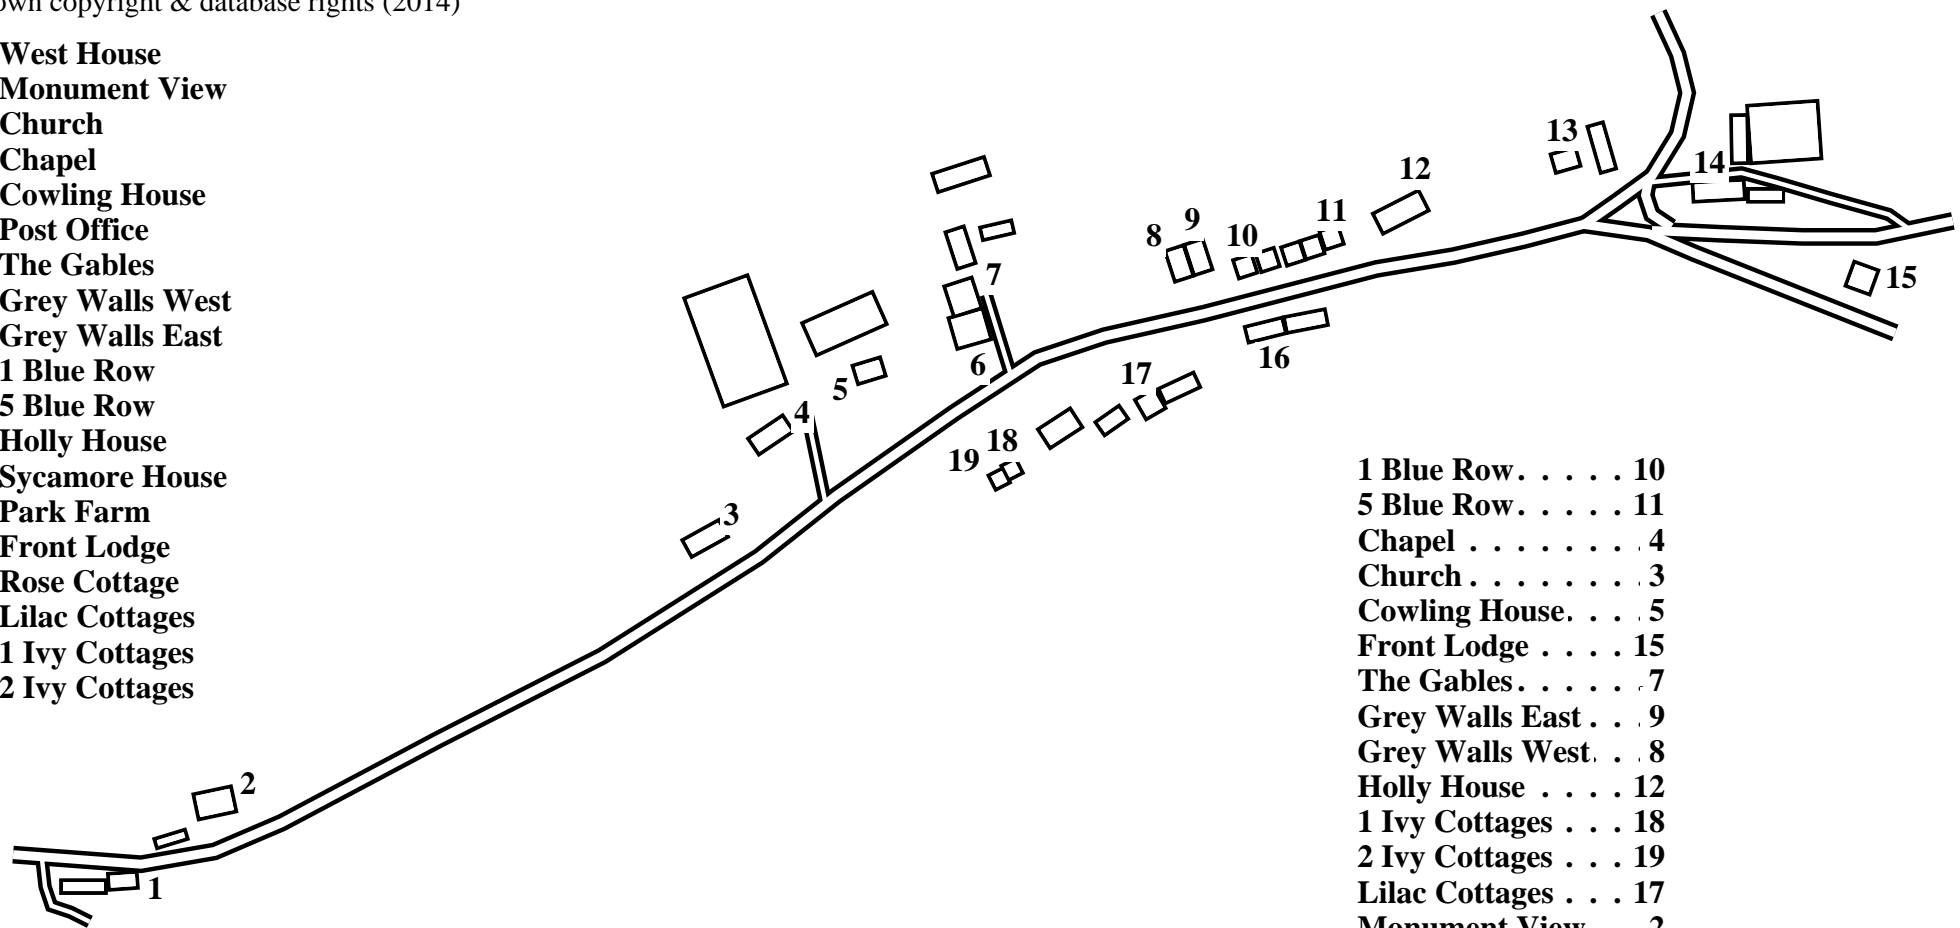 own copyright & database rights (2014)
West House
Monument View
Church
Chapel
Cowling House
Post Office
The Gables
Grey Walls West
Grey Walls East
1 Blue Row
5 Blue Row
Holly House
Sycamore House
Park Farm
Front Lodge
Rose Cottage
Lilac Cottages
1 Ivy Cottages
2 Ivy Cottages
13
14
12
11
9
8
10
15
7
6
16
5
17
4
18
19
3
2
1
1 Blue Row. . . . . 10
5 Blue Row. . . . . 11
Chapel . . . . . . . . 4
Church . . . . . . . . 3
Cowling House. . . . 5
Front Lodge . . . . 15
The Gables. . . . . . 7
Grey Walls East . . . 9
Grey Walls West. . . 8
Holly House . . . . 12
1 Ivy Cottages . . . 18
2 Ivy Cottages . . . 19
Lilac Cottages . . . 17
Monument View . . 2